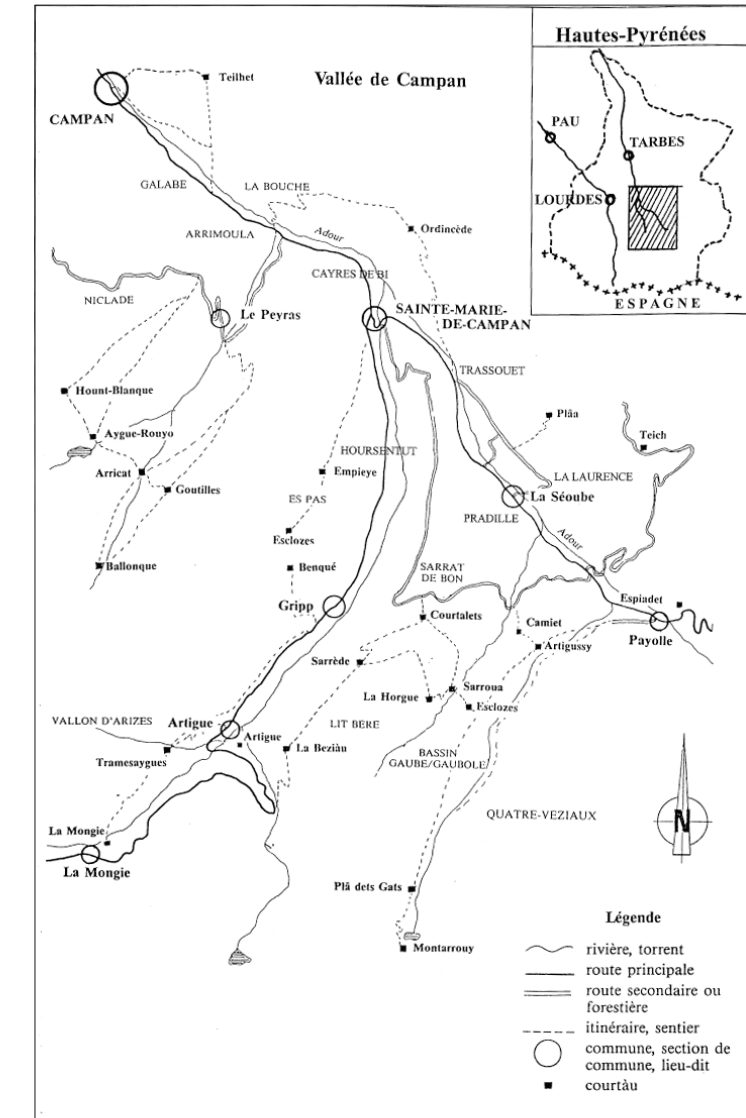 Hautes-Pyrénées
PAU
TARBES
LOURDES
ESPAGNE
Vallée de Campan
Teilhet
CAMPAN
GALABE
LA BOUCHE
ARRIMOULA
Adour
Ordincède
CAYRES DE BI
NICLADE
Le Peyras
SAINTE-MARIE-
DE-CAMPAN
TRASSOUET
Hount-Blanque
Plâa
Aygue-Rouyo
Teich
HOURSENTUT
Arricat
Empieye
LA LAURENCE
Goutilles
ES PAS
La Séoube
PRADILLE
Esclozes
Adour
Ballonque
Benqué
SARRAT
DE BON
Gripp
Espiadet
Courtalets
Camiet
Payolle
Artigussy
Sarrède
Sarroua
La Horgue
Esclozes
VALLON D'ARIZES
Artigue
LIT BERE
Artigue
La Beziàu
Tramesaygues
BASSIN
GAUBE/GAUBOLE
QUATRE-VEZIAUX
N
La Mongie
La Mongie
Plâ dets Gats
Montarrouy
Légende
rivière, torrent
route principale
route secondaire ou
forestière
itinéraire, sentier
commune, section de
commune, lieu-dit
courtàu